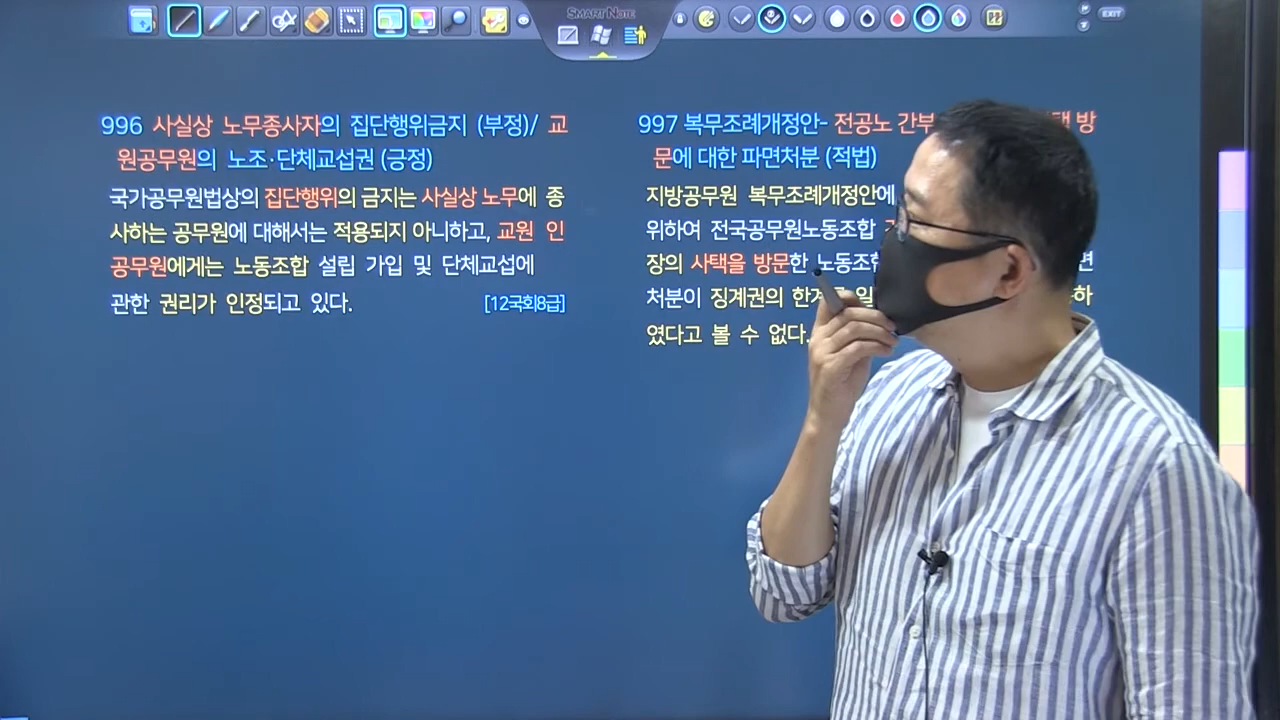 SMARTNOTE
EXIT
996 사실상 노무종사자의 집단행위금지 (부정)/ 교
원공무원의 노조·단체교섭권 (긍정)
국가공무원법상의 집단행위의 금지는 사실상 노무에 종
사하는 공무원에 대해서는 적용되지 아니하고, 교원 인
공무원에게는 노동조합 설립 가입 및 단체교섭에
관한 권리가 인정되고 있다.
[12국회8급]
997 복무조례개정안- 전공노 간부 택 방
문에 대한 파면처분 (적법)
지방공무원 복무조례개정안에
위하여 전국공무원노동조합
장의 사택을 방문한 노동조합 면
처분이 징계권의 한계를 일 하
였다고 볼 수 없다.